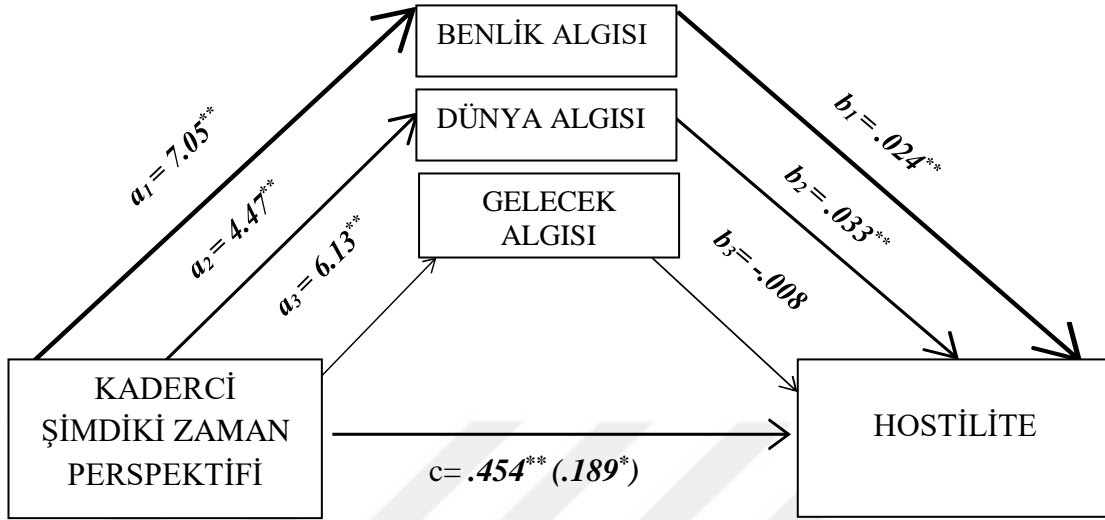 BENLİK ALGISI
DÜNYA ALGISI
GELECEK
ALGISI
a₁= 7.05**
a₂= 4.47**
a₃= 6.13**
b₁= .024**
b₂= .033**
b₃= -.008
KADERCİ
ŞİMDİKİ ZAMAN
PERSPEKTİFİ
HOSTİLİTE
c= .454** (.189*)